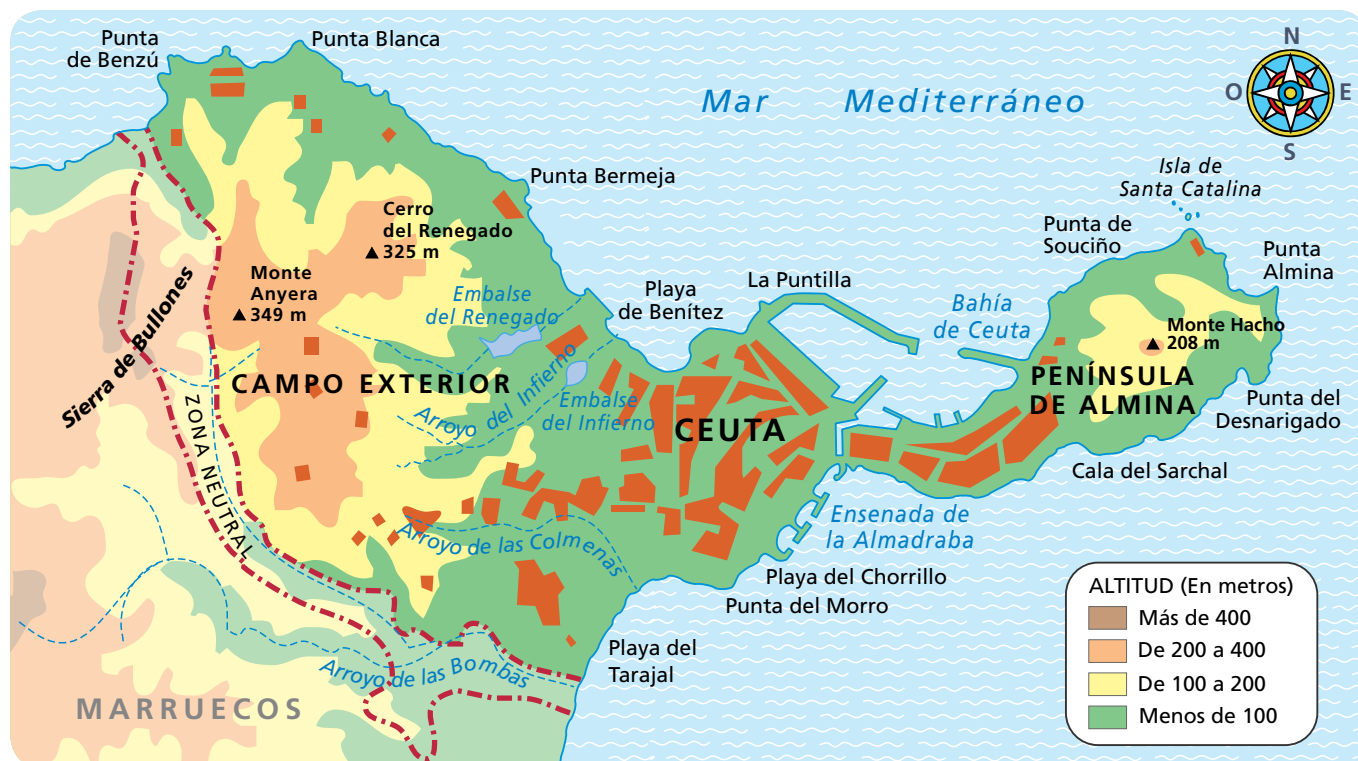 Punta
de Benzú
Punta Blanca
Mar Mediterráneo
N
O
E
S
Isla de
Santa Catalina
Punta Bermeja
Cerro
del Renegado
325 m
Punta de
Souciño
Punta
Almina
Monte
Anyera
349 m
Sierra de Bullones
Embalse
del Renegado
Playa
de Benítez
La Puntilla
Bahía
de Ceuta
Monte Hacho
208 m
CAMPO EXTERIOR
PENÍNSULA
DE ALMINA
Punta del
Desnarigado
ZONA NEUTRAL
Arroyo del Infierno
Embalse
del Infierno
CEUTA
Cala del Sarchal
Arroyo de las Colmenas
Ensenada de
la Almadraba
Playa del Chorrillo
Punta del Morro
Playa del
Tarajal
Arroyo de las Bombas
MARRUECOS
ALTITUD (En metros)
Más de 400
De 200 a 400
De 100 a 200
Menos de 100